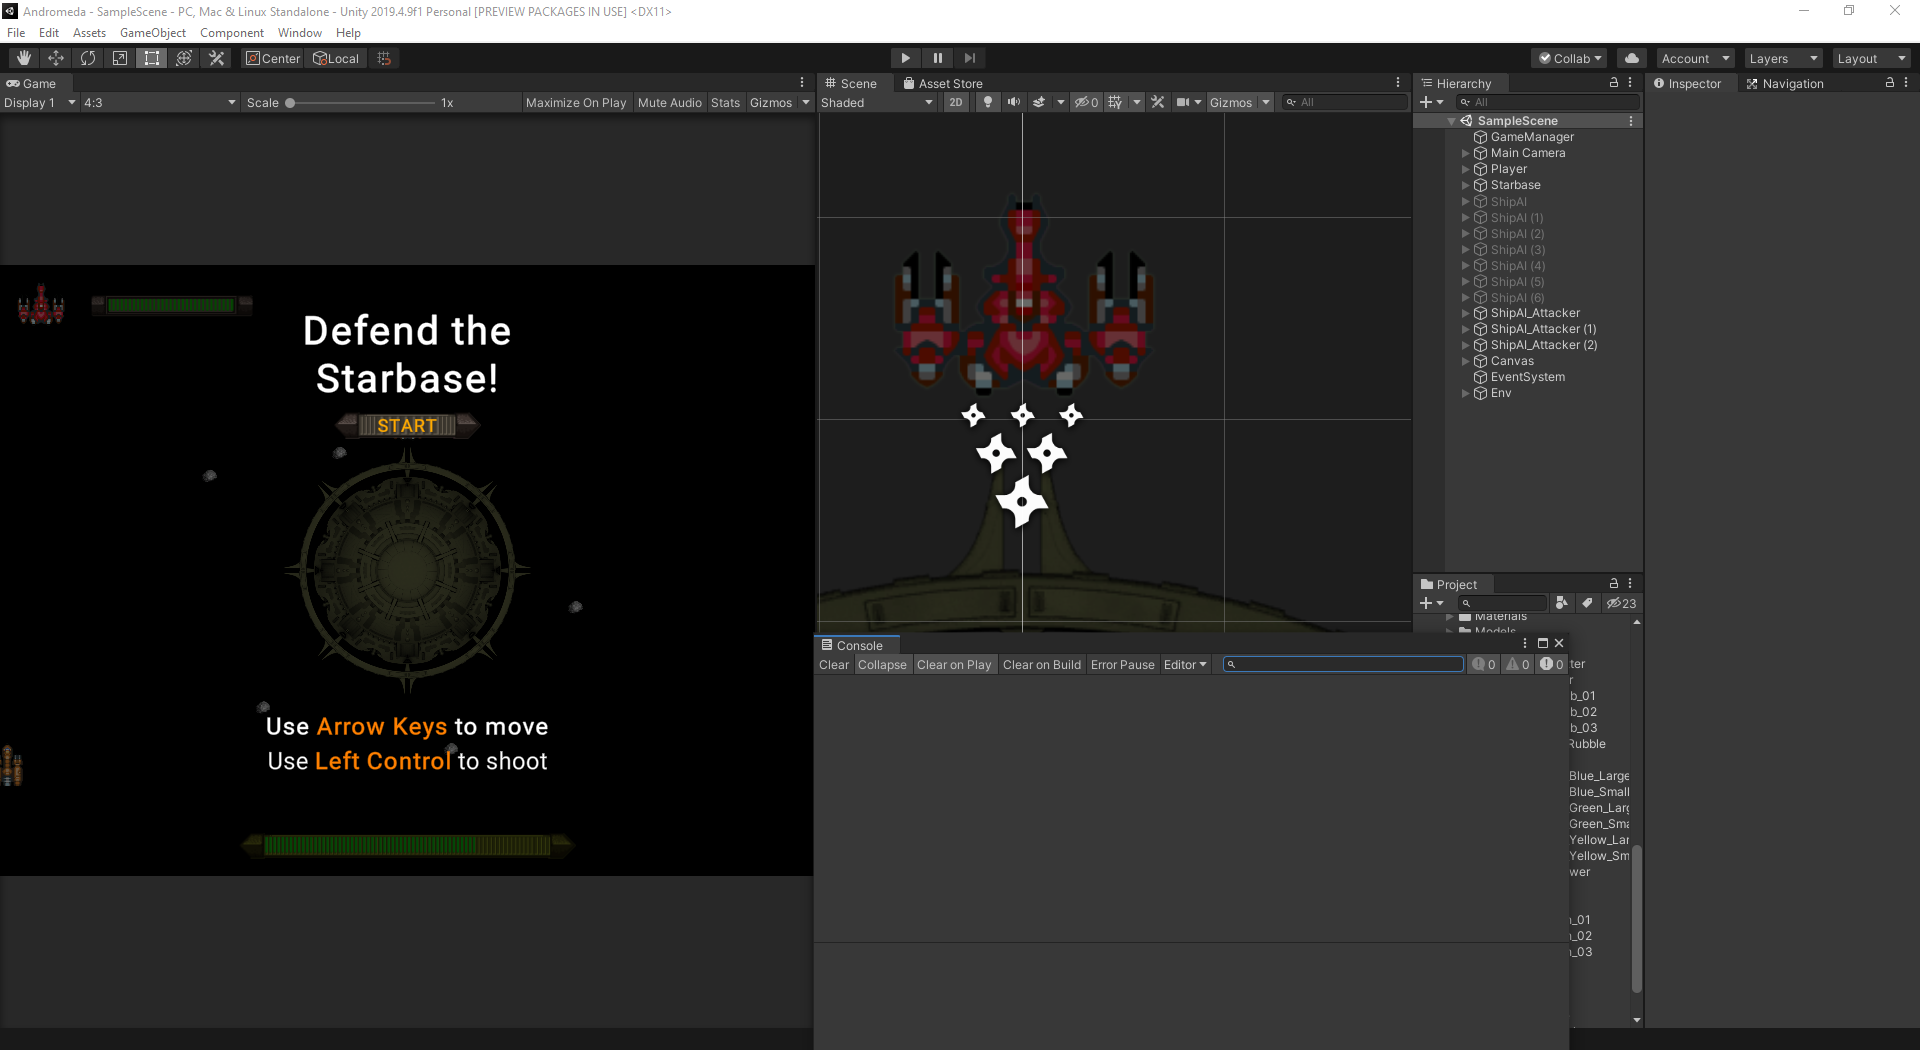 Andromeda - SampleScene - PC, Mac & Linux Standalone - Unity 2019.4.9f1 Personal [PREVIEW PACKAGES IN USE] <DX11>
File Edit Assets GameObject Component Window Help
Center Local
Collab Account Layers Layout
Game
Display 1 4:3 Scale 1x Maximize On Play Mute Audio Stats Gizmos
Defend the
Starbase!
START
Use Arrow Keys to move
Use Left Control to shoot
Scene Asset Store
Shaded 2D 0 Gizmos All
Hierarchy
All
SampleScene
GameManager
Main Camera
Player
Starbase
ShipAI
ShipAI (1)
ShipAI (2)
ShipAI (3)
ShipAI (4)
ShipAI (5)
ShipAI (6)
ShipAI_Attacker
ShipAI_Attacker (1)
ShipAI_Attacker (2)
Canvas
EventSystem
Env
Inspector Navigation
Project
23
Materials
Models
ter
r
b_01
b_02
b_03
Rubble
Blue_Large
Blue_Small
Green_Larg
Green_Sma
Yellow_Lar
Yellow_Sm
wer
_01
_02
_03
Console
Clear Collapse Clear on Play Clear on Build Error Pause Editor 0 0 0